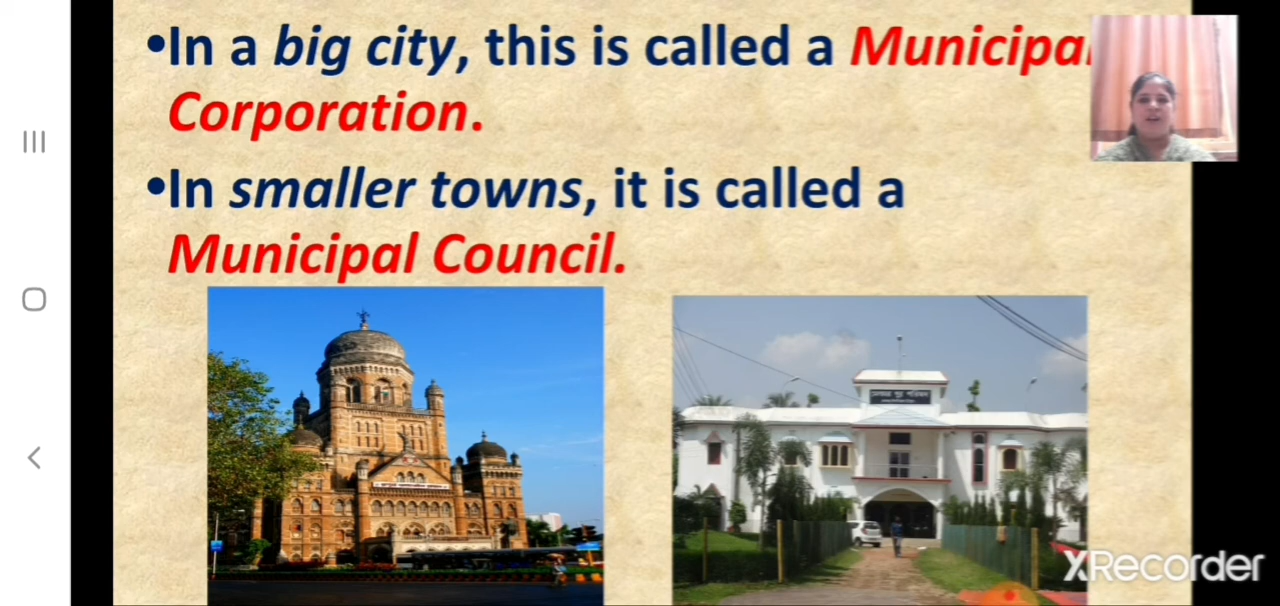 •In a big city, this is called a Municipal
Corporation.
•In smaller towns, it is called a
Municipal Council.
XRecorder